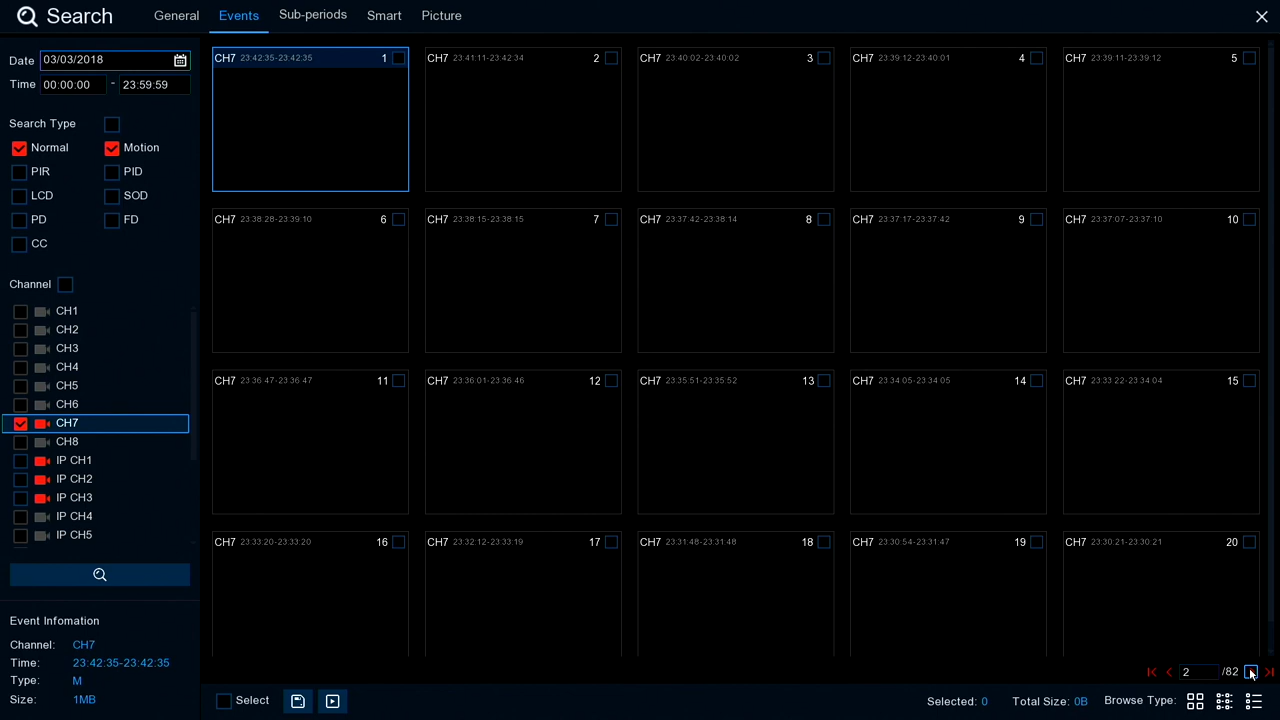 Search General Events Sub-periods Smart Picture
Date 03/03/2018
Time 00:00:00 - 23:59:59
Search Type
Normal Motion
PIR PID
LCD SOD
PD FD
CC
Channel
CH1
CH2
CH3
CH4
CH5
CH6
CH7
CH8
IP CH1
IP CH2
IP CH3
IP CH4
IP CH5
Event Infomation
Channel: CH7
Time: 23:42:35-23:42:35
Type: M
Size: 1MB
CH7 23:42:35-23:42:35 1 CH7 23:41:11-23:42:34 2 CH7 23:40:02-23:40:02 3 CH7 23:39:12-23:40:01 4 CH7 23:39:11-23:39:12 5
CH7 23:38:28-23:39:10 6 CH7 23:38:15-23:38:15 7 CH7 23:37:42-23:38:14 8 CH7 23:37:17-23:37:42 9 CH7 23:37:07-23:37:10 10
CH7 23:36:47-23:36:47 11 CH7 23:36:01-23:36:46 12 CH7 23:35:51-23:35:52 13 CH7 23:34:05-23:34:05 14 CH7 23:33:22-23:34:04 15
CH7 23:33:20-23:33:20 16 CH7 23:32:12-23:33:19 17 CH7 23:31:48-23:31:48 18 CH7 23:30:54-23:31:47 19 CH7 23:30:21-23:30:21 20
2 /82
Select Selected: 0 Total Size: 0B Browse Type: